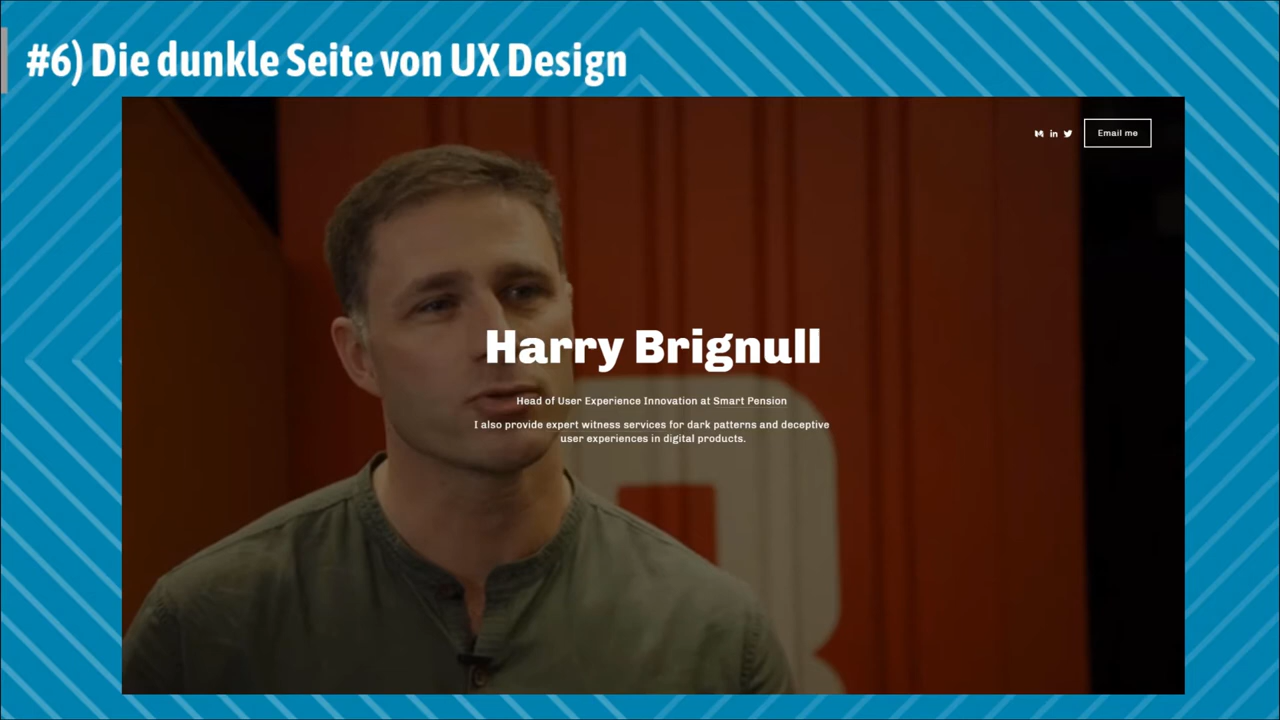 #6) Die dunkle Seite von UX Design
Email me
Harry Brignull
Head of User Experience Innovation at Smart Pension
I also provide expert witness services for dark patterns and deceptive
user experiences in digital products.